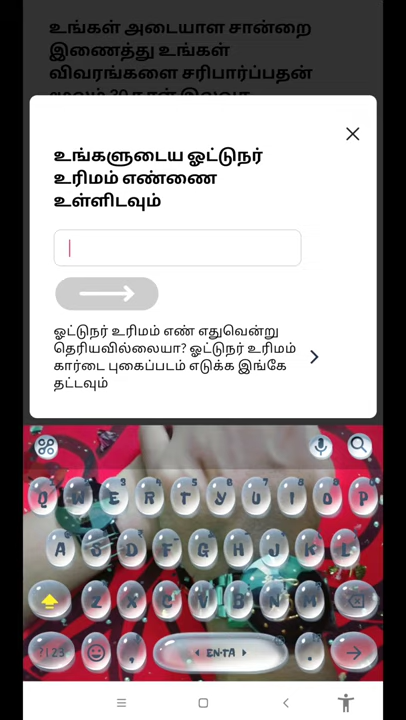 உங்கள் அடையாள சான்றை
இணைத்து உங்கள்
விவரங்களை சரிபார்ப்பதன்
உங்களுடைய ஓட்டுநர்
உரிமம் எண்ணை
உள்ளிடவும்
ஓட்டுநர் உரிமம் எண் எதுவென்று
தெரியவில்லையா? ஓட்டுநர் உரிமம்
கார்டை புகைப்படம் எடுக்க இங்கே
தட்டவும்
Q W E R T Y U I O P
A S D F G H J K L
Z X C V B N M
?123 , EN·TA .